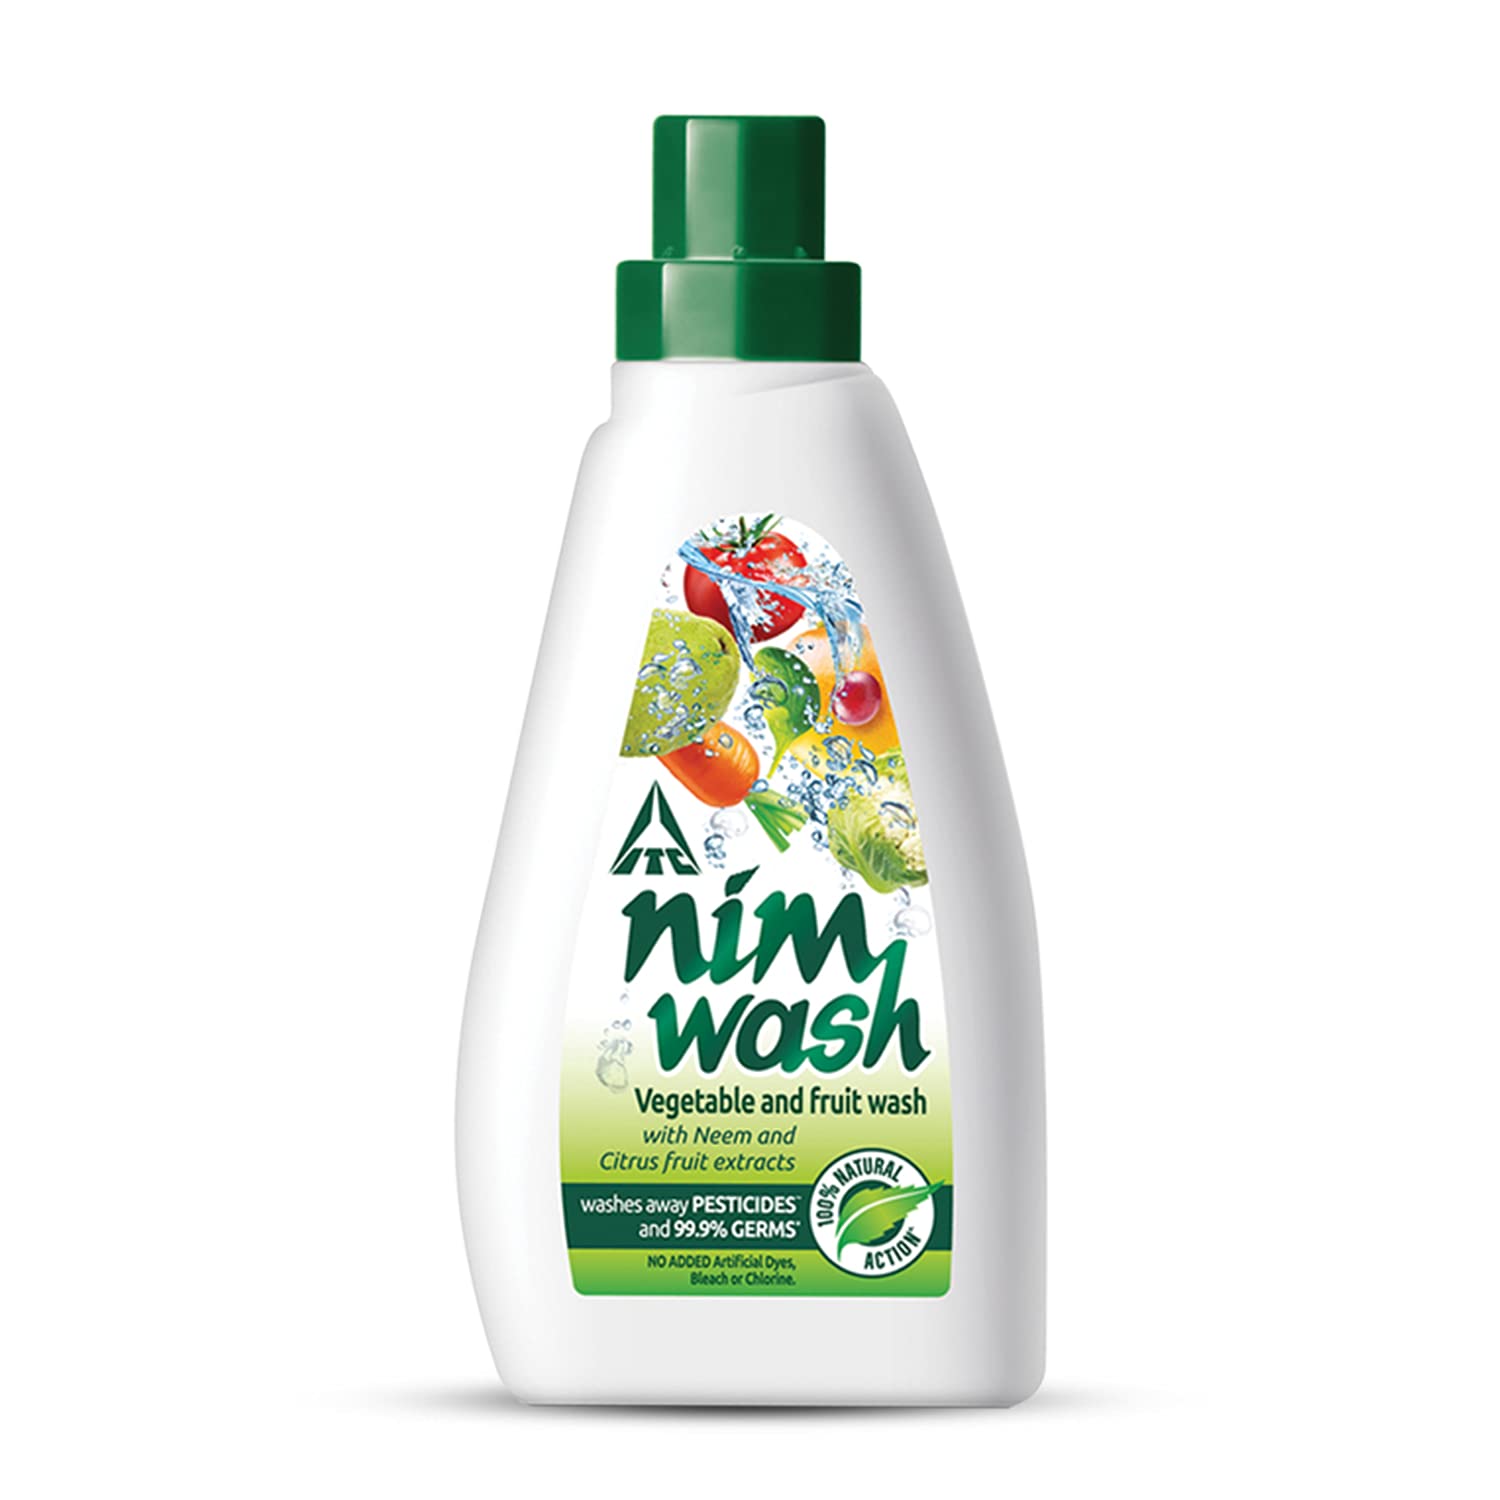 ITC
nim
wash
Vegetable and fruit wash
with Neem and
Citrus fruit extracts
washes away PESTICIDES~
and 99.9% GERMS*
100% NATURAL
ACTION^
NO ADDED Artificial Dyes,
Bleach or Chlorine.